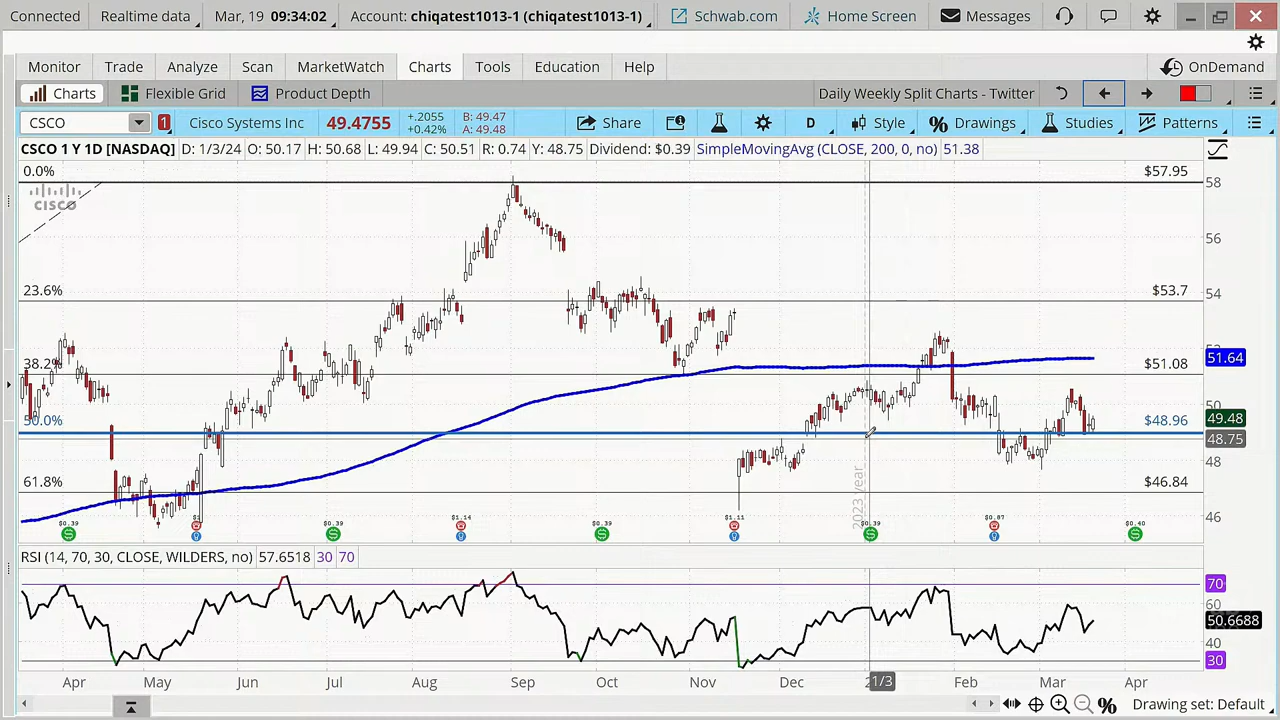 Connected Realtime data Mar, 19 09:34:02 Account: chiqatest1013-1 (chiqatest1013-1) Schwab.com Home Screen Messages
Monitor Trade Analyze Scan MarketWatch Charts Tools Education Help OnDemand
Charts Flexible Grid Product Depth Daily Weekly Split Charts - Twitter
CSCO 1 Cisco Systems Inc 49.4755 +.2055 B: 49.47 Share D Style Drawings Studies Patterns
+0.42% A: 49.48
CSCO 1 Y 1D [NASDAQ] D: 1/3/24 O: 50.17 H: 50.68 L: 49.94 C: 50.51 R: 0.74 Y: 48.75 Dividend: $0.39 SimpleMovingAvg (CLOSE, 200, 0, no) 51.38
0.0% $57.95
58
CISCO
56
23.6% $53.7
54
51.64
38.2% $51.08
50
50.0% $48.96 49.48
48.75
48
61.8% $46.84
2023 year
46
$0.39 $0.39 $1.14 $0.39 $1.11 $0.39 $0.87 $0.40
RSI (14, 70, 30, CLOSE, WILDERS, no) 57.6518 30 70
70
60
50.6688
40
30
Apr May Jun Jul Aug Sep Oct Nov Dec 1/3 Feb Mar Apr
Drawing set: Default